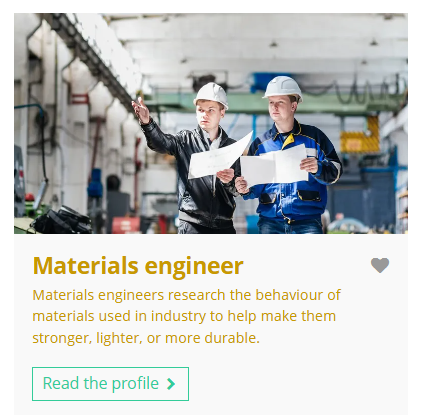 Materials engineer
Materials engineers research the behaviour of
materials used in industry to help make them
stronger, lighter, or more durable.
Read the profile